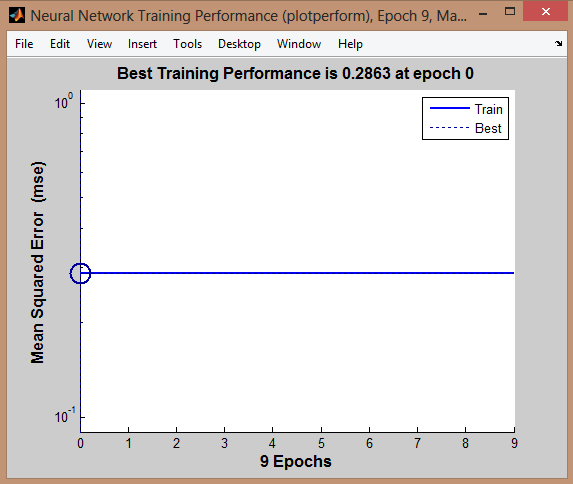 Neural Network Training Performance (plotperform), Epoch 9, Ma...
File Edit View Insert Tools Desktop Window Help
Best Training Performance is 0.2863 at epoch 0
Train
Best
10^0
10^-1
Mean Squared Error (mse)
0 1 2 3 4 5 6 7 8 9
9 Epochs